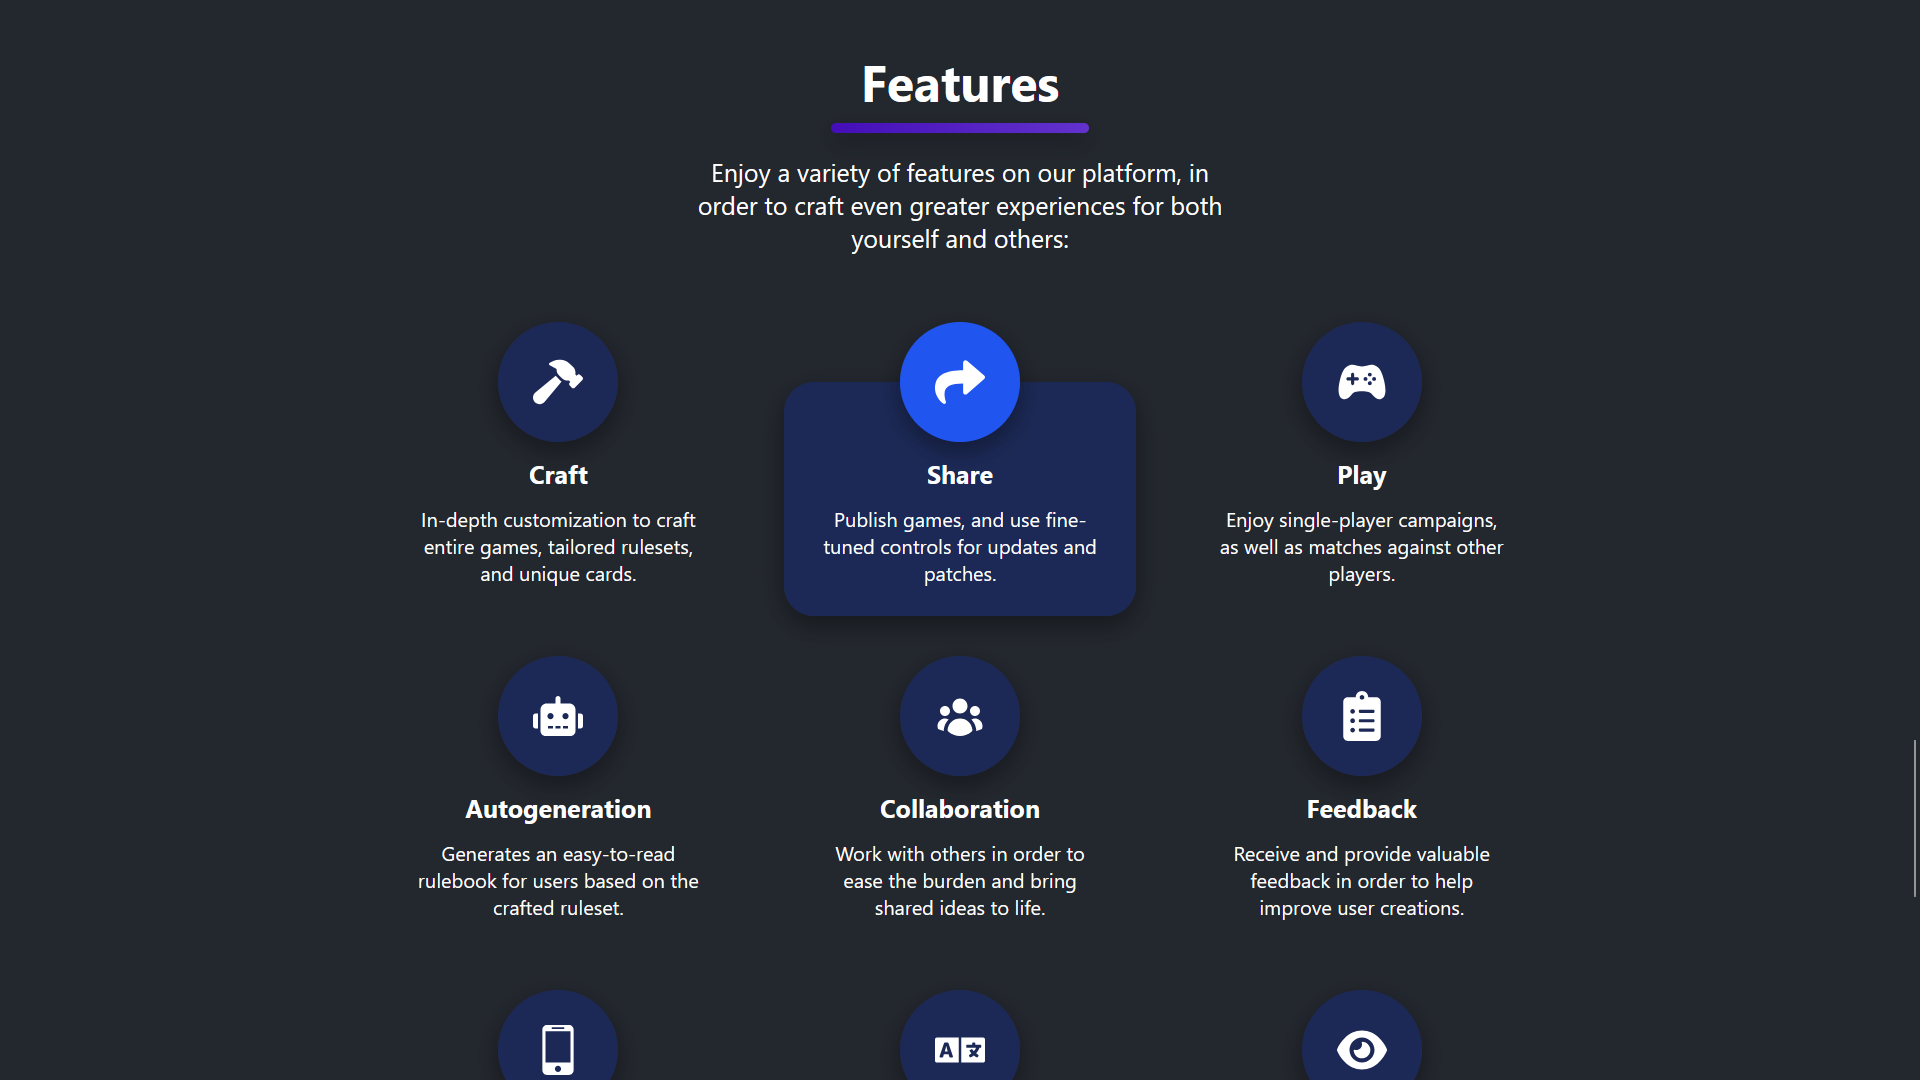 Features
Enjoy a variety of features on our platform, in
order to craft even greater experiences for both
yourself and others:
Craft
In-depth customization to craft
entire games, tailored rulesets,
and unique cards.
Share
Publish games, and use fine-
tuned controls for updates and
patches.
Play
Enjoy single-player campaigns,
as well as matches against other
players.
Autogeneration
Generates an easy-to-read
rulebook for users based on the
crafted ruleset.
Collaboration
Work with others in order to
ease the burden and bring
shared ideas to life.
Feedback
Receive and provide valuable
feedback in order to help
improve user creations.
A 文